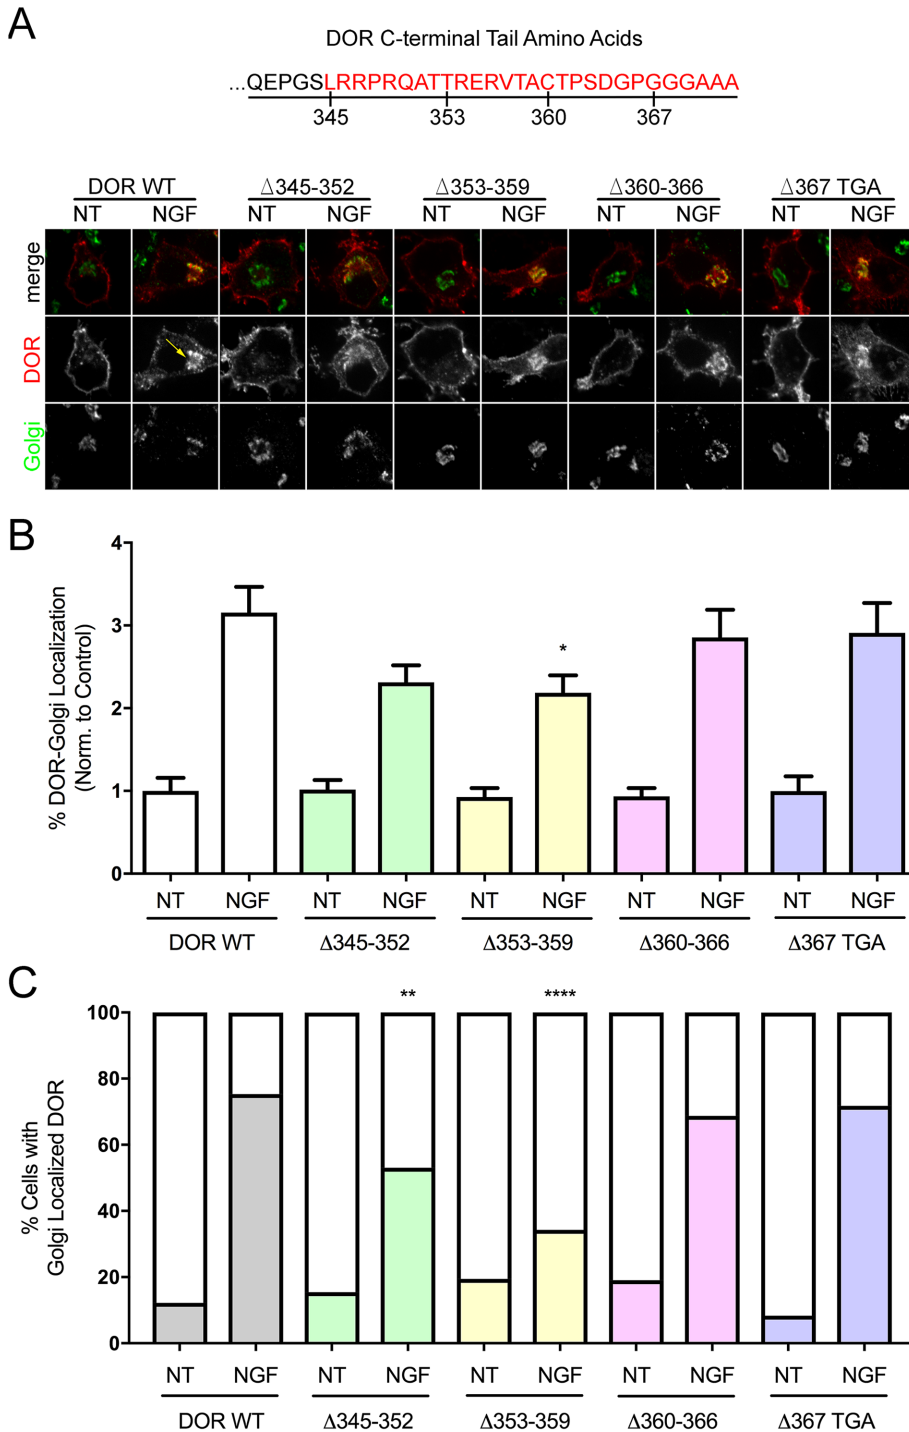 A
DOR C-terminal Tail Amino Acids
...QEPGSLRRPRQATTRERVTACTPSDGPGGGAAA
345 353 360 367
DOR WT Δ345-352 Δ353-359 Δ360-366 Δ367 TGA
NT NGF NT NGF NT NGF NT NGF NT NGF
merge
DOR
Golgi
B
% DOR-Golgi Localization
(Norm. to Control)
4
3
2
1
0
*
NT NGF NT NGF NT NGF NT NGF NT NGF
DOR WT Δ345-352 Δ353-359 Δ360-366 Δ367 TGA
C
% Cells with
Golgi Localized DOR
** ****
100
80
60
40
20
0
NT NGF NT NGF NT NGF NT NGF NT NGF
DOR WT Δ345-352 Δ353-359 Δ360-366 Δ367 TGA